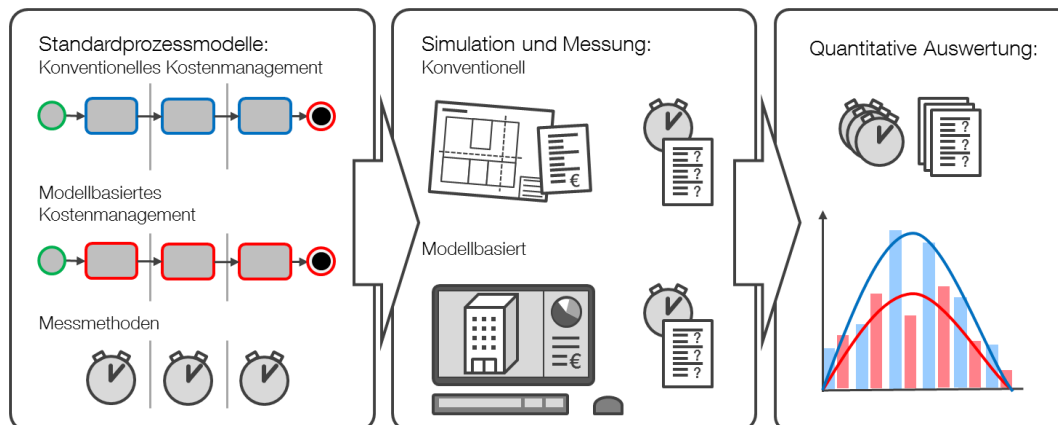 Standardprozessmodelle:
Konventionelles Kostenmanagement
Modellbasiertes
Kostenmanagement
Messmethoden
Simulation und Messung:
Konventionell
€
?
?
?
Modellbasiert
€
?
?
?
Quantitative Auswertung:
?
?
?